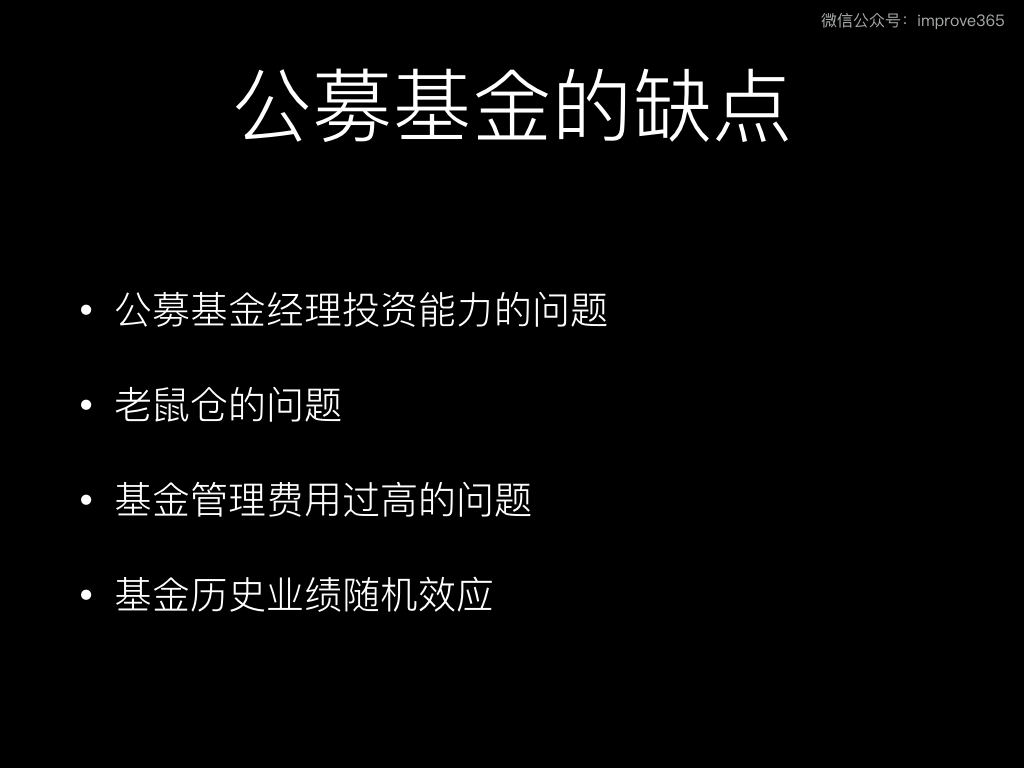 微信公众号：improve365
公募基金的缺点
• 公募基金经理投资能力的问题
• 老鼠仓的问题
• 基金管理费用过高的问题
• 基金历史业绩随机效应